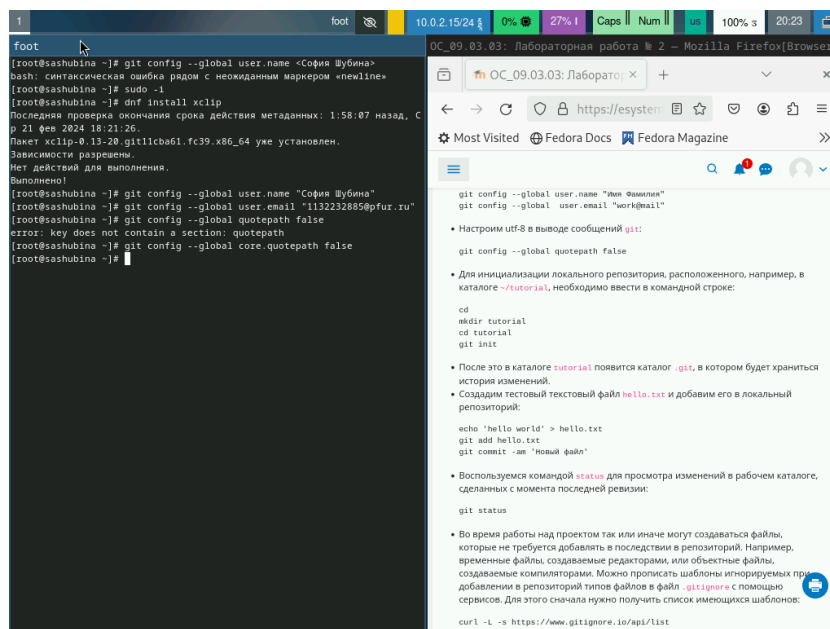 1 foot 10.0.2.15/24 0% 27% Caps Num us 100% 20:23
foot
[root@sashubina ~]# git config --global user.name <София Шубина>
bash: синтаксическая ошибка рядом с неожиданным маркером «newline»
[root@sashubina ~]# sudo -i
[root@sashubina ~]# dnf install xclip
Последняя проверка окончания срока действия метаданных: 1:58:07 назад, С
р 21 фев 2024 18:21:26.
Пакет xclip-0.13-20.git11cba61.fc39.x86_64 уже установлен.
Зависимости разрешены.
Нет действий для выполнения.
Выполнено!
[root@sashubina ~]# git config --global user.name "София Шубина"
[root@sashubina ~]# git config --global user.email "1132232885@pfur.ru"
[root@sashubina ~]# git config --global quotepath false
error: key does not contain a section: quotepath
[root@sashubina ~]# git config --global core.quotepath false
[root@sashubina ~]#
ОС_09.03.03: Лабораторная работа № 2 — Mozilla Firefox[Browser
ОС_09.03.03: Лаборатор
https://esystem
Most Visited Fedora Docs Fedora Magazine
1
git config --global user.name "Имя Фамилия"
git config --global user.email "work@mail"
• Настроим utf-8 в выводе сообщений git:
git config --global quotepath false
• Для инициализации локального репозитория, расположенного, например, в
каталоге ~/tutorial, необходимо ввести в командной строке:
cd
mkdir tutorial
cd tutorial
git init
• После это в каталоге tutorial появится каталог .git, в котором будет храниться
история изменений.
• Создадим тестовый текстовый файл hello.txt и добавим его в локальный
репозиторий:
echo 'hello world' > hello.txt
git add hello.txt
git commit -am 'Новый файл'
• Воспользуемся командой status для просмотра изменений в рабочем каталоге,
сделанных с момента последней ревизии:
git status
• Во время работы над проектом так или иначе могут создаваться файлы,
которые не требуется добавлять в последствии в репозиторий. Например,
временные файлы, создаваемые редакторами, или объектные файлы,
создаваемые компиляторами. Можно прописать шаблоны игнорируемых при
добавлении в репозиторий типов файлов в файл .gitignore с помощью
сервисов. Для этого сначала нужно получить список имеющихся шаблонов:
curl -L -s https://www.gitignore.io/api/list